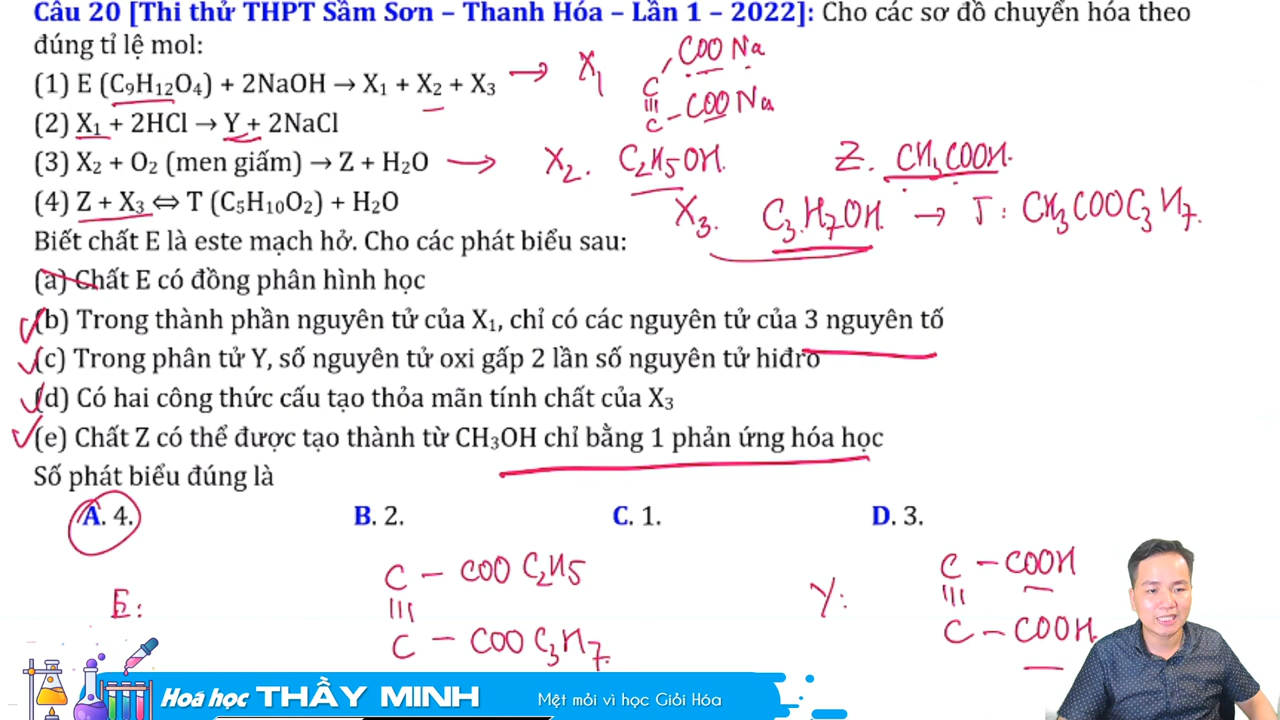 Câu 20 [Thi thử THPT Sầm Sơn – Thanh Hóa – Lần 1 – 2022]: Cho các sơ đồ chuyển hóa theo
đúng tỉ lệ mol:
(1) E (C₉H₁₂O₄) + 2NaOH → X₁ + X₂ + X₃ → X₁ C – COONa
≡
C – COONa
(2) X₁ + 2HCl → Y + 2NaCl
(3) X₂ + O₂ (men giấm) → Z + H₂O → X₂. C₂H₅OH. Z. CH₃COOH.
(4) Z + X₃ ⇔ T (C₅H₁₀O₂) + H₂O X₃. C₃H₇OH. → T: CH₃COOC₃H₇.
Biết chất E là este mạch hở. Cho các phát biểu sau:
(a) Chất E có đồng phân hình học
(b) Trong thành phần nguyên tử của X₁, chỉ có các nguyên tử của 3 nguyên tố
(c) Trong phân tử Y, số nguyên tử oxi gấp 2 lần số nguyên tử hiđro
(d) Có hai công thức cấu tạo thỏa mãn tính chất của X₃
(e) Chất Z có thể được tạo thành từ CH₃OH chỉ bằng 1 phản ứng hóa học
Số phát biểu đúng là
A. 4. B. 2. C. 1. D. 3.
E: C – COOC₂H₅
≡
C – COOC₃H₇.
Y: C – COOH
≡
C – COOH
Hoá học THẦY MINH Mệt mỏi vì học Giỏi Hóa